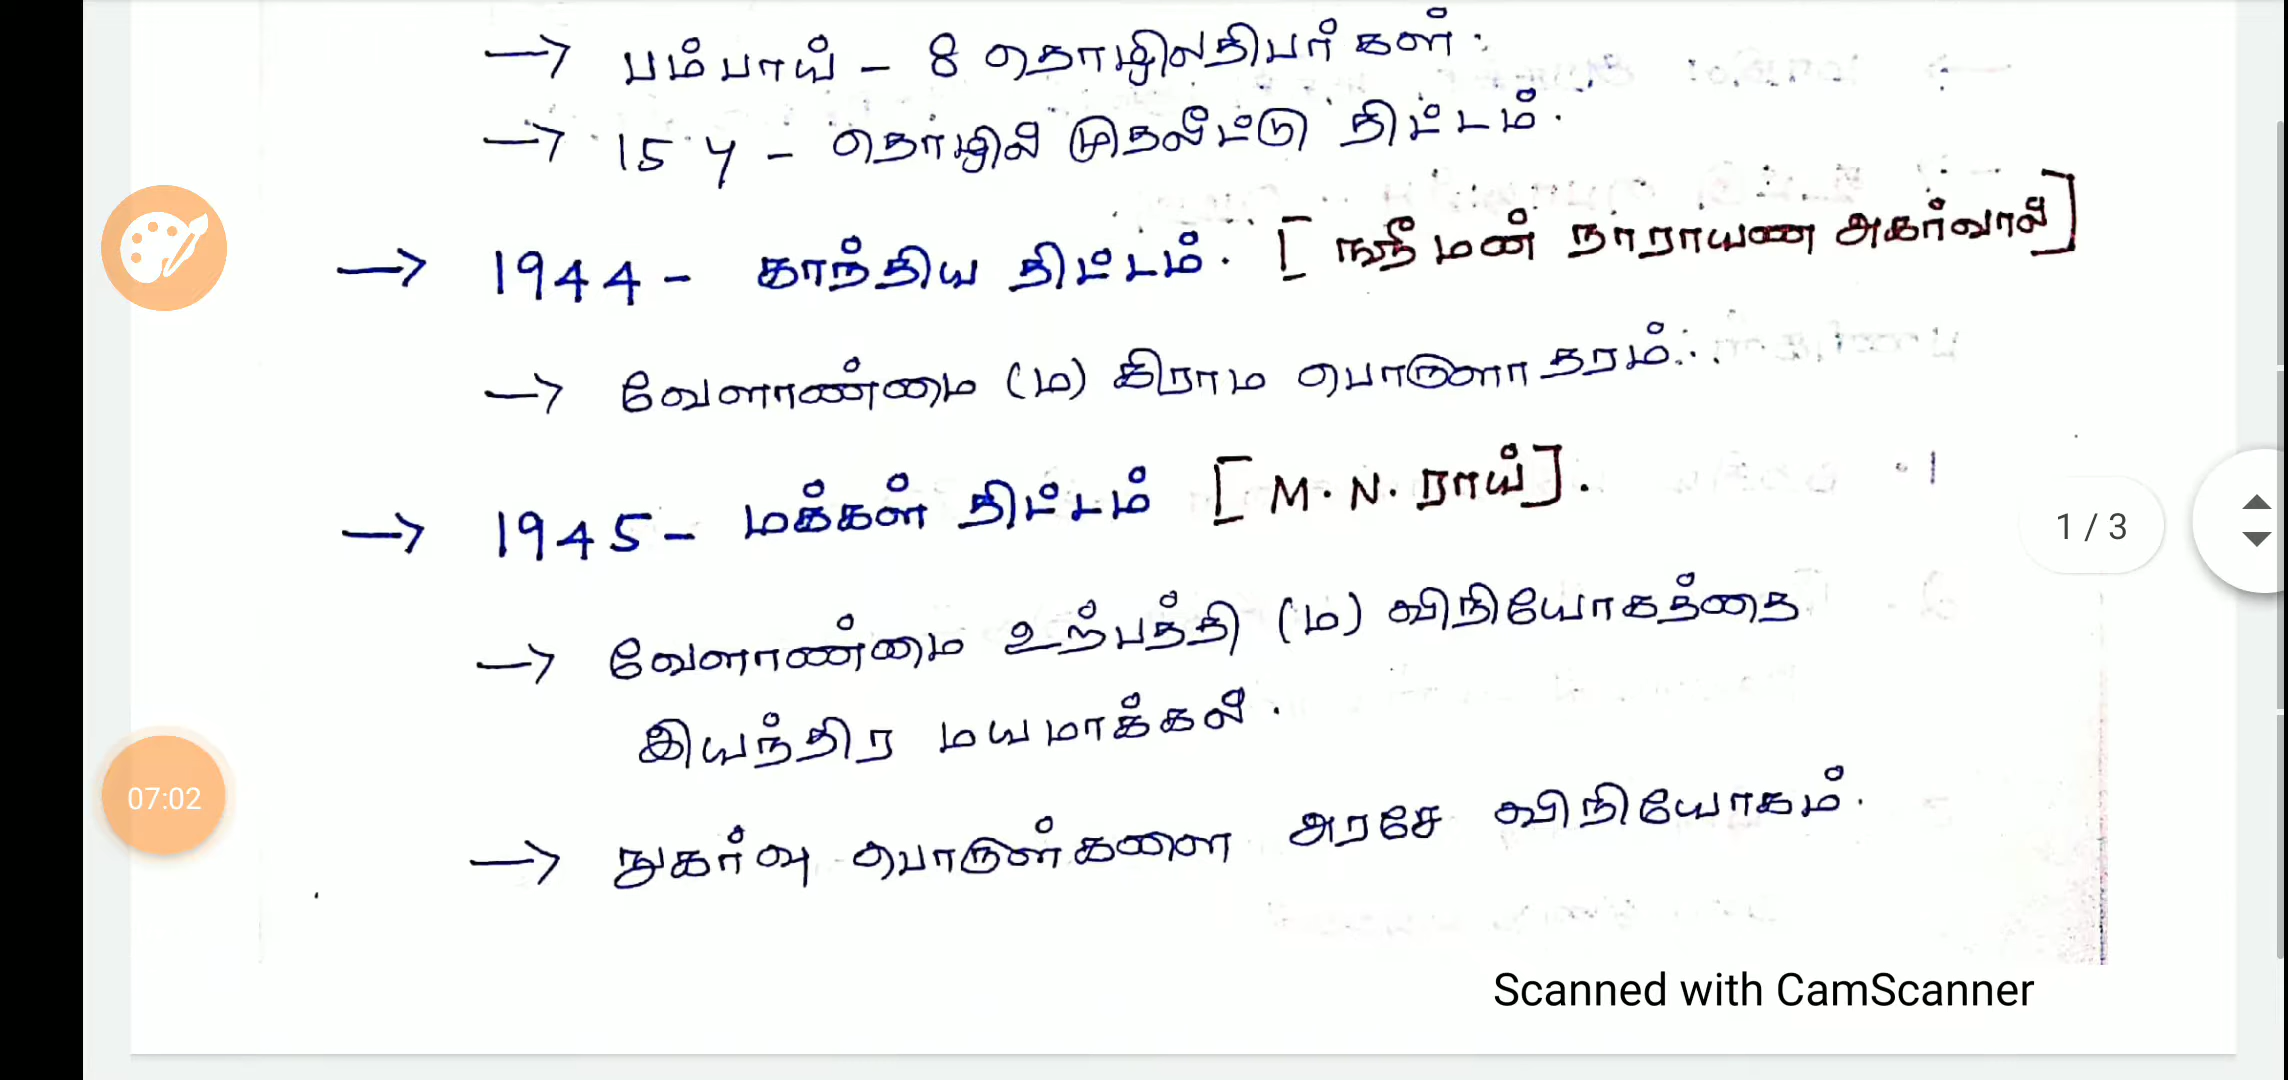 → பம்பாய் - 8 தொழிலதிபர்கள்.
→ 15 y - தொழில் முதலீட்டு திட்டம்.
→ 1944 - காந்திய திட்டம். [ஸ்ரீமன் நாராயண அகர்வால்]
→ வேளாண்மை (ம) கிராம பொருளாதரம்.
→ 1945 - மக்கள் திட்டம் [M.N. ராய்].
1 / 3
→ வேளாண்மை உற்பத்தி (ம) விநியோகத்தை
இயந்திர மயமாக்கல்.
07:02
→ நுகர்வு பொருள்களை அரசே விநியோகம்.
Scanned with CamScanner